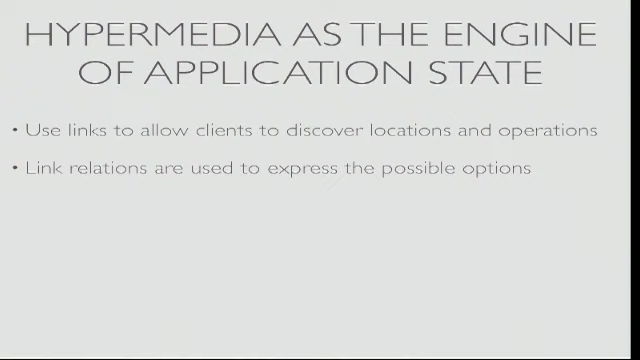 HYPERMEDIA AS THE ENGINE
OF APPLICATION STATE
• Use links to allow clients to discover locations and operations
• Link relations are used to express the possible options